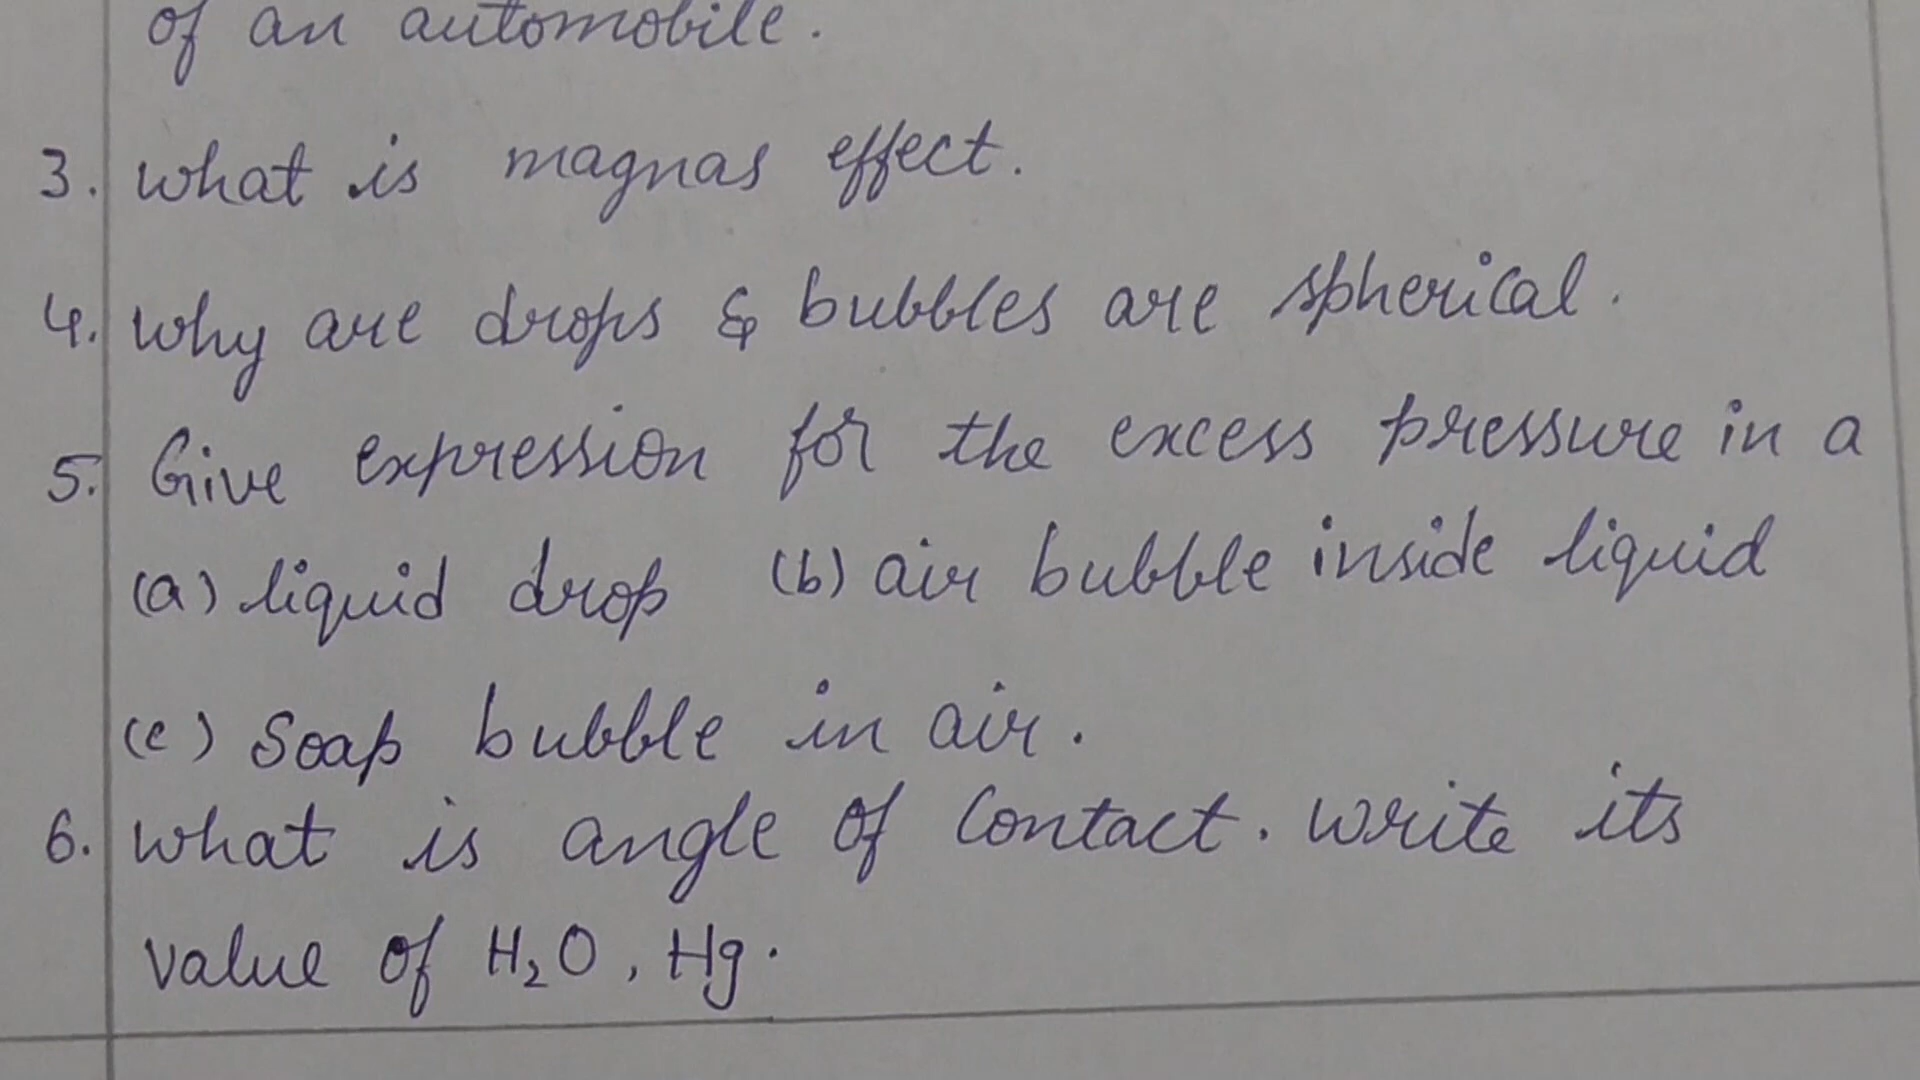 of an automobile.
3. what is magnas effect.
4. why are drops & bubbles are spherical.
5. Give expression for the excess pressure in a
(a) liquid drop (b) air bubble inside liquid
(c) Soap bubble in air.
6. what is angle of Contact. write its
value of H₂O, Hg.